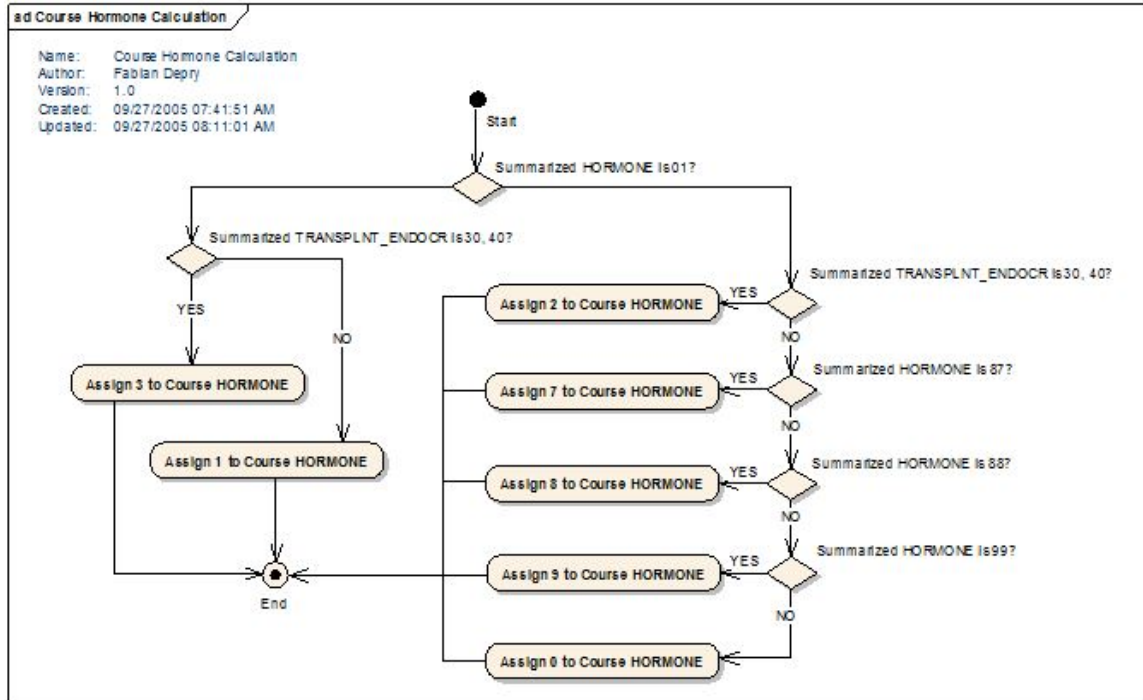 ad Course Hormone Calculation
Name: Course Hormone Calculation
Author: Fabian Depry
Version: 1.0
Created: 09/27/2005 07:41:51 AM
Updated: 09/27/2005 08:11:01 AM
Start
Summarized HORMONE is01?
Summarized TRANSPLNT_ENDOCR is30, 40?
Summarized TRANSPLNT_ENDOCR is30, 40?
YES
Assign 2 to Course HORMONE
YES
NO
NO
Assign 3 to Course HORMONE
Summarized HORMONE is 87?
YES
Assign 7 to Course HORMONE
NO
Assign 1 to Course HORMONE
Summarized HORMONE is 88?
YES
Assign 8 to Course HORMONE
NO
Summarized HORMONE is99?
YES
Assign 9 to Course HORMONE
End
NO
Assign 0 to Course HORMONE